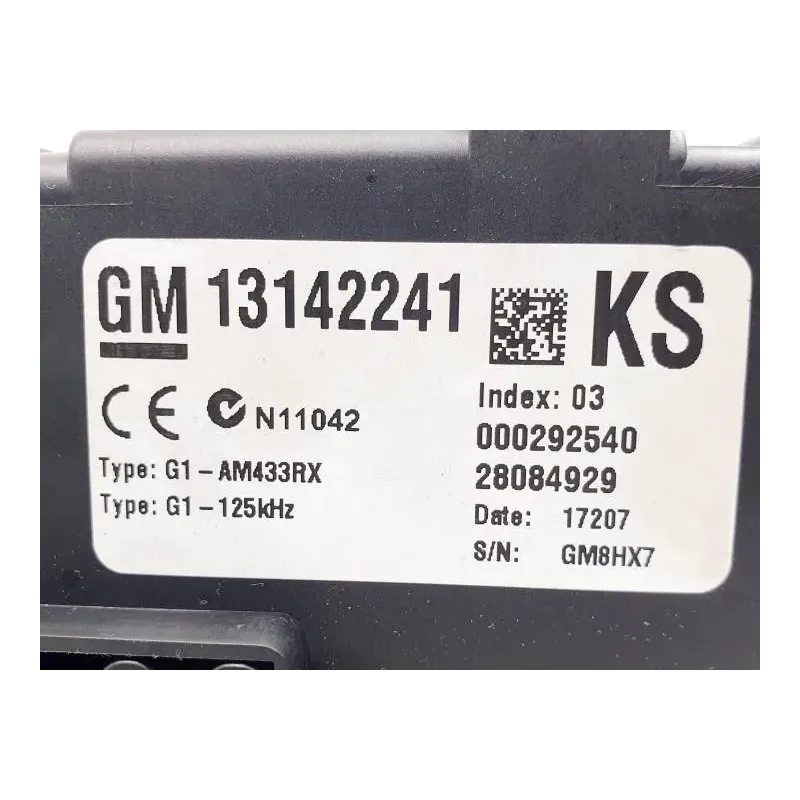 GM 13142241 KS
CE N11042
Index: 03
000292540
Type: G1-AM433RX
28084929
Type: G1-125kHz
Date: 17207
S/N: GM8HX7